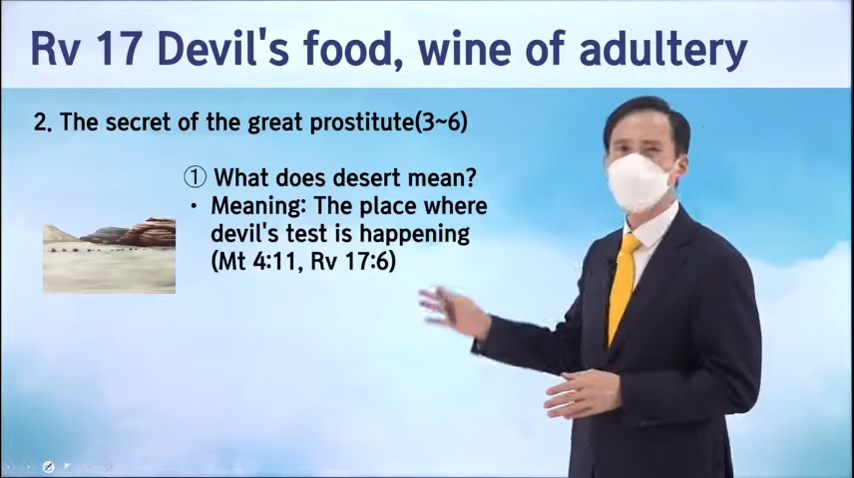 Rv 17 Devil's food, wine of adultery
2. The secret of the great prostitute(3~6)
① What does desert mean?
• Meaning: The place where
devil's test is happening
(Mt 4:11, Rv 17:6)